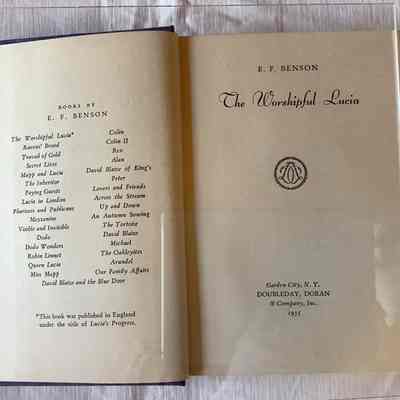 BOOKS BY
E. F. BENSON
The Worshipful Lucia*
Ravens' Brood
Travail of Gold
Secret Lives
Mapp and Lucia
The Inheritor
Paying Guests
Lucia in London
Pharisees and Publicans
Mezzanine
Visible and Invisible
Dodo
Dodo Wonders
Robin Linnet
Queen Lucia
Miss Mapp
Colin
Colin II
Rex
Alan
David Blaize of King's
Peter
Lovers and Friends
Across the Stream
Up and Down
An Autumn Sowing
The Tortoise
David Blaize
Michael
The Oakleyites
Arundel
Our Family Affairs
David Blaize and the Blue Door
*This book was published in England
under the title of Lucia's Progress.
E. F. BENSON
The Worshipful Lucia
Garden City, N. Y.
DOUBLEDAY, DORAN
& Company, Inc.
1935